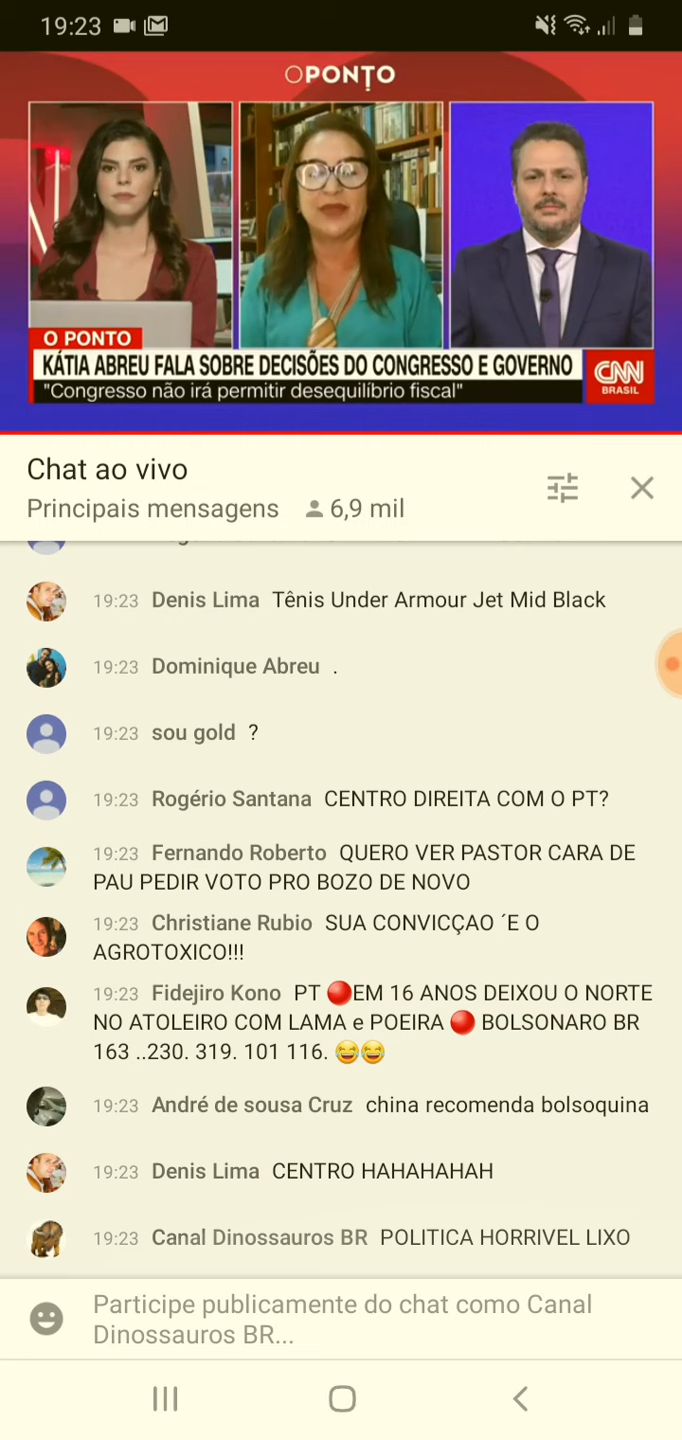 19:23
OPONTO
O PONTO
KÁTIA ABREU FALA SOBRE DECISÕES DO CONGRESSO E GOVERNO
"Congresso não irá permitir desequilíbrio fiscal"
CNN
BRASIL
Chat ao vivo
Principais mensagens 6,9 mil
19:23 Denis Lima Tênis Under Armour Jet Mid Black
19:23 Dominique Abreu .
19:23 sou gold ?
19:23 Rogério Santana CENTRO DIREITA COM O PT?
19:23 Fernando Roberto QUERO VER PASTOR CARA DE
PAU PEDIR VOTO PRO BOZO DE NOVO
19:23 Christiane Rubio SUA CONVICÇAO ´E O
AGROTOXICO!!!
19:23 Fidejiro Kono PT 🔴EM 16 ANOS DEIXOU O NORTE
NO ATOLEIRO COM LAMA e POEIRA 🔴 BOLSONARO BR
163 ..230. 319. 101 116. 😂😂
19:23 André de sousa Cruz china recomenda bolsoquina
19:23 Denis Lima CENTRO HAHAHAHAH
19:23 Canal Dinossauros BR POLITICA HORRIVEL LIXO
Participe publicamente do chat como Canal
Dinossauros BR...